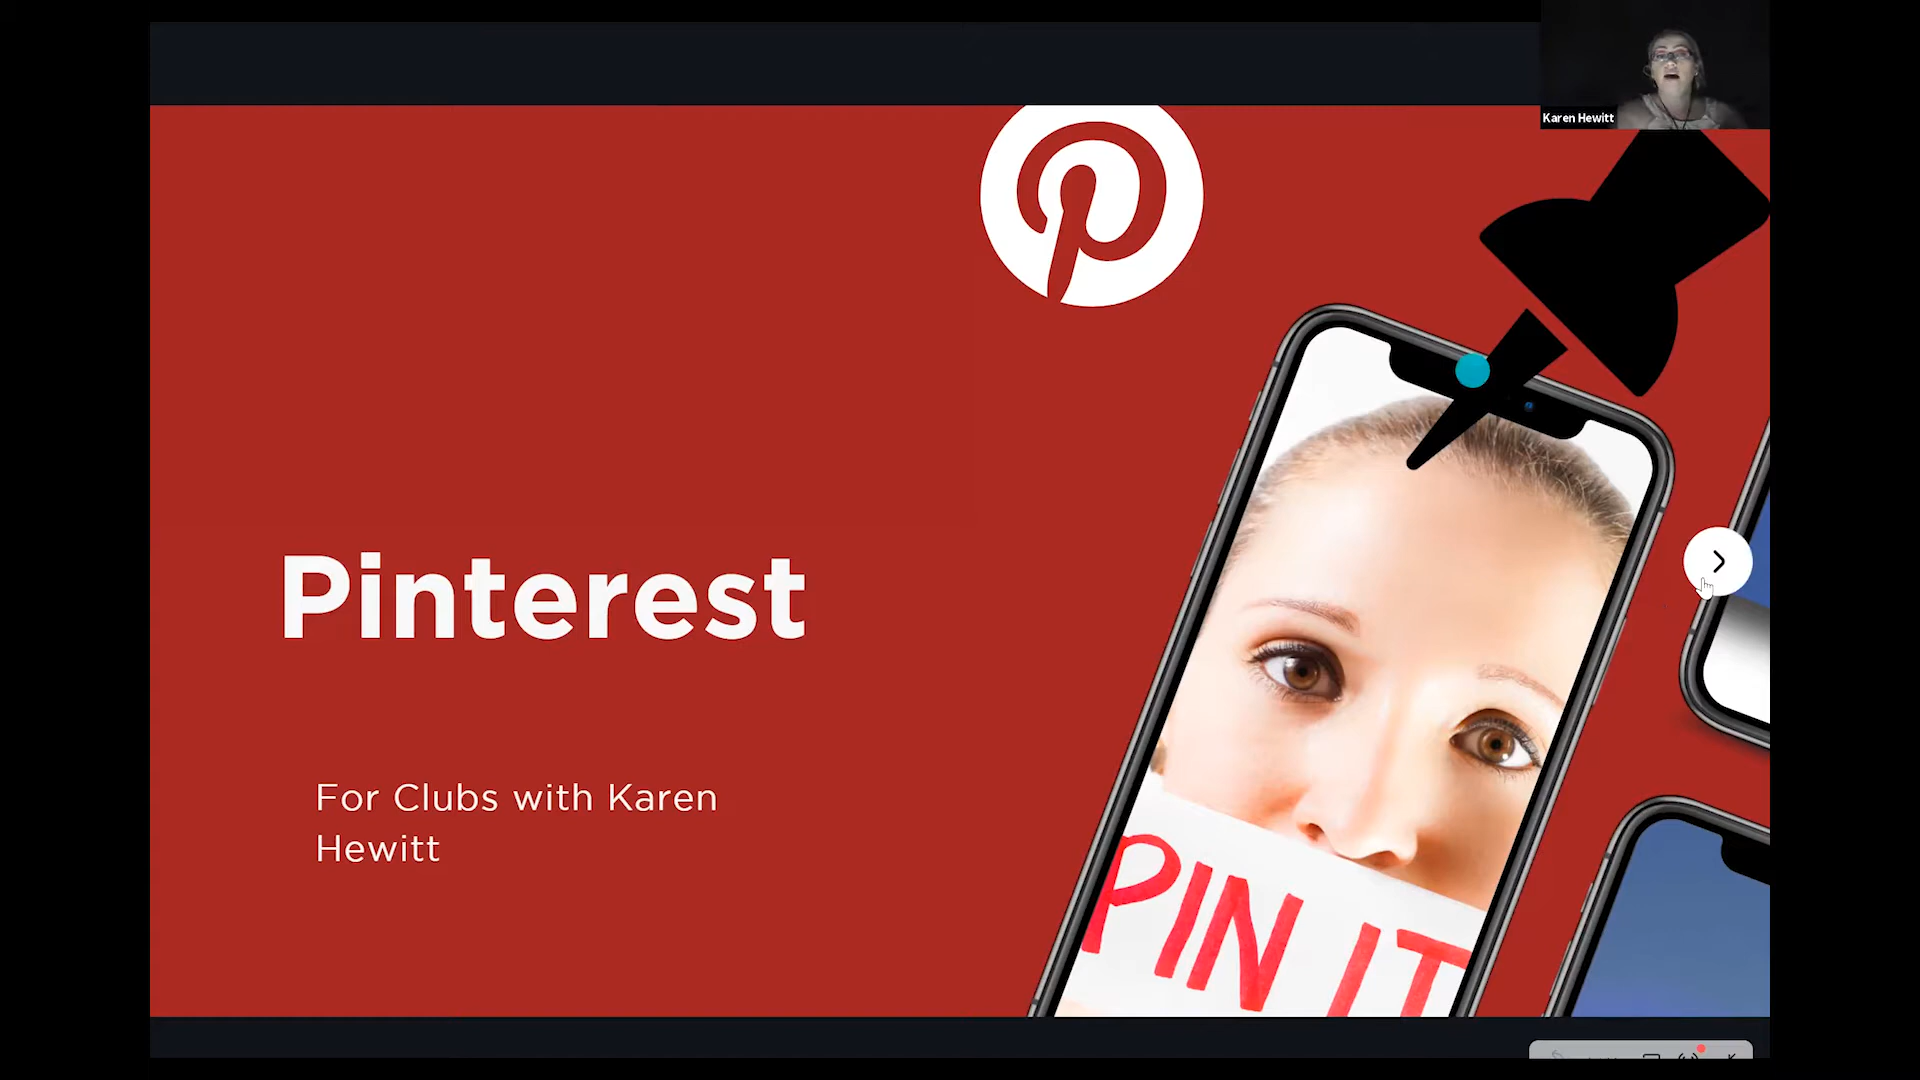 Karen Hewitt
Pinterest
For Clubs with Karen
Hewitt
PIN IT